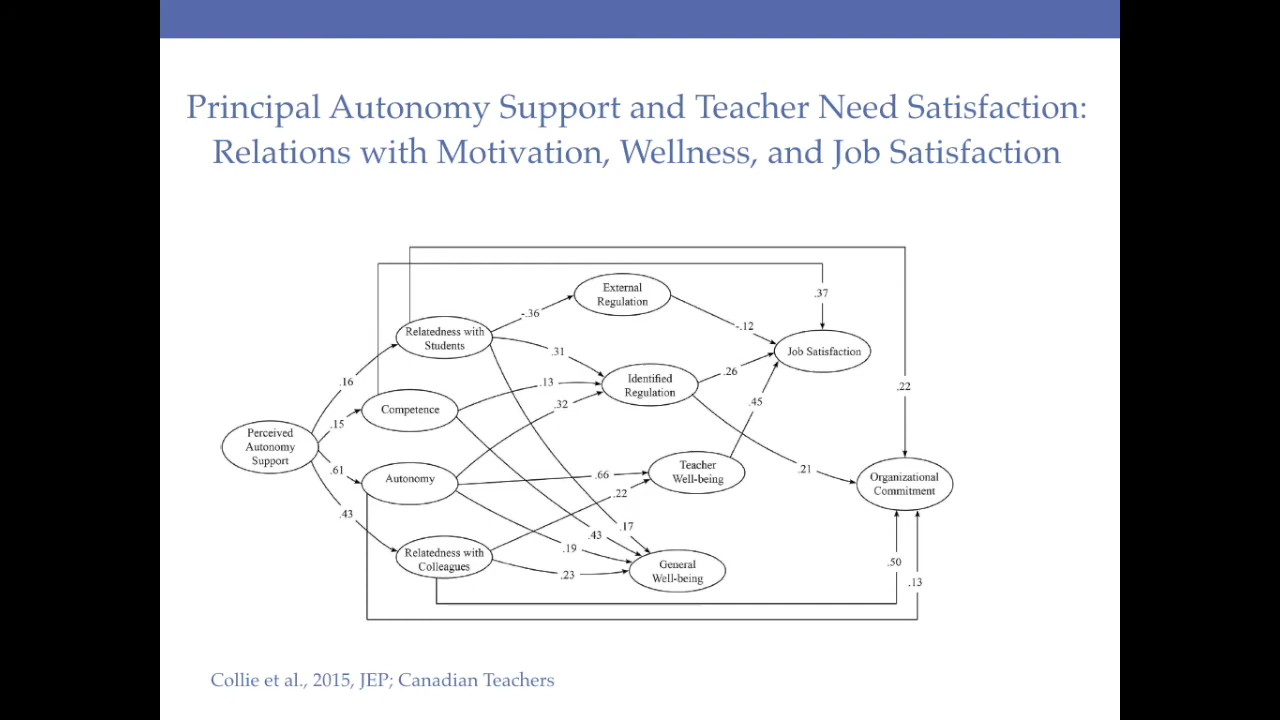 Principal Autonomy Support and Teacher Need Satisfaction:
Relations with Motivation, Wellness, and Job Satisfaction
External
Regulation
.37
-.36
-.12
Relatedness with
Students
.31
Job Satisfaction
.26
.16
.13
Identified
Regulation
.22
.32
.45
Competence
.15
Perceived
Autonomy
Support
.61
Autonomy
.66
Teacher
Well-being
.21
Organizational
Commitment
.22
.43
.17
.43
.19
Relatedness with
Colleagues
.23
General
Well-being
.50
.13
Collie et al., 2015, JEP; Canadian Teachers